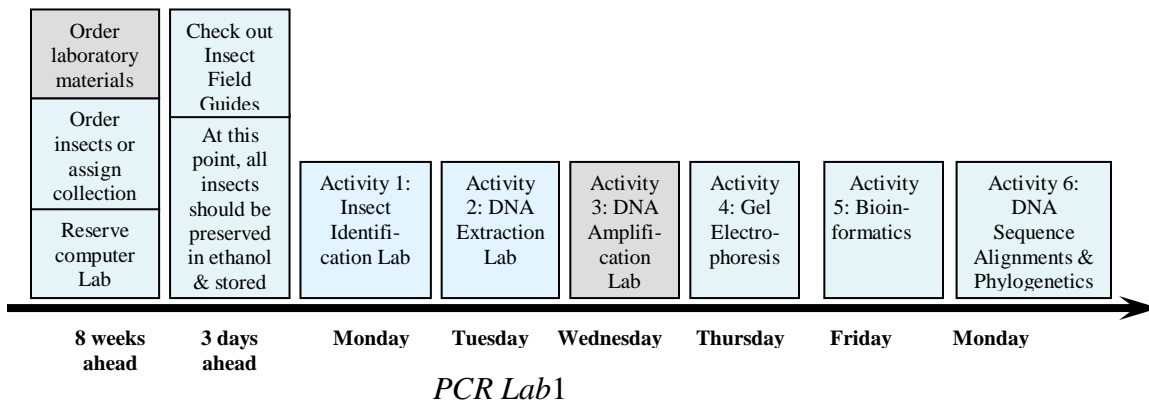 Order
laboratory
materials
Order
insects or
assign
collection
Reserve
computer
Lab
Check out
Insect
Field
Guides
At this
point, all
insects
should be
preserved
in ethanol
& stored
Activity 1:
Insect
Identifi-
cation Lab
Activity
2: DNA
Extraction
Lab
Activity
3: DNA
Amplifi-
cation
Lab
Activity
4: Gel
Electro-
phoresis
Activity
5: Bioin-
formatics
Activity 6:
DNA
Sequence
Alignments &
Phylogenetics
8 weeks
ahead
3 days
ahead
Monday
Tuesday
Wednesday
Thursday
Friday
Monday
PCR Lab1